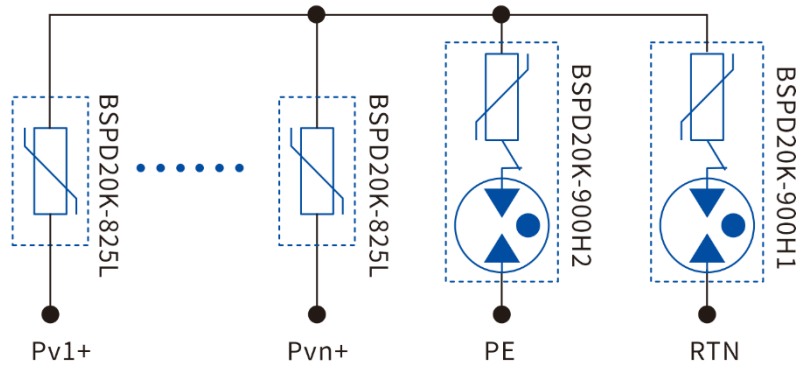 BSPD20K-825L
BSPD20K-825L
BSPD20K-900H2
BSPD20K-900H1
Pv1+
Pvn+
PE
RTN